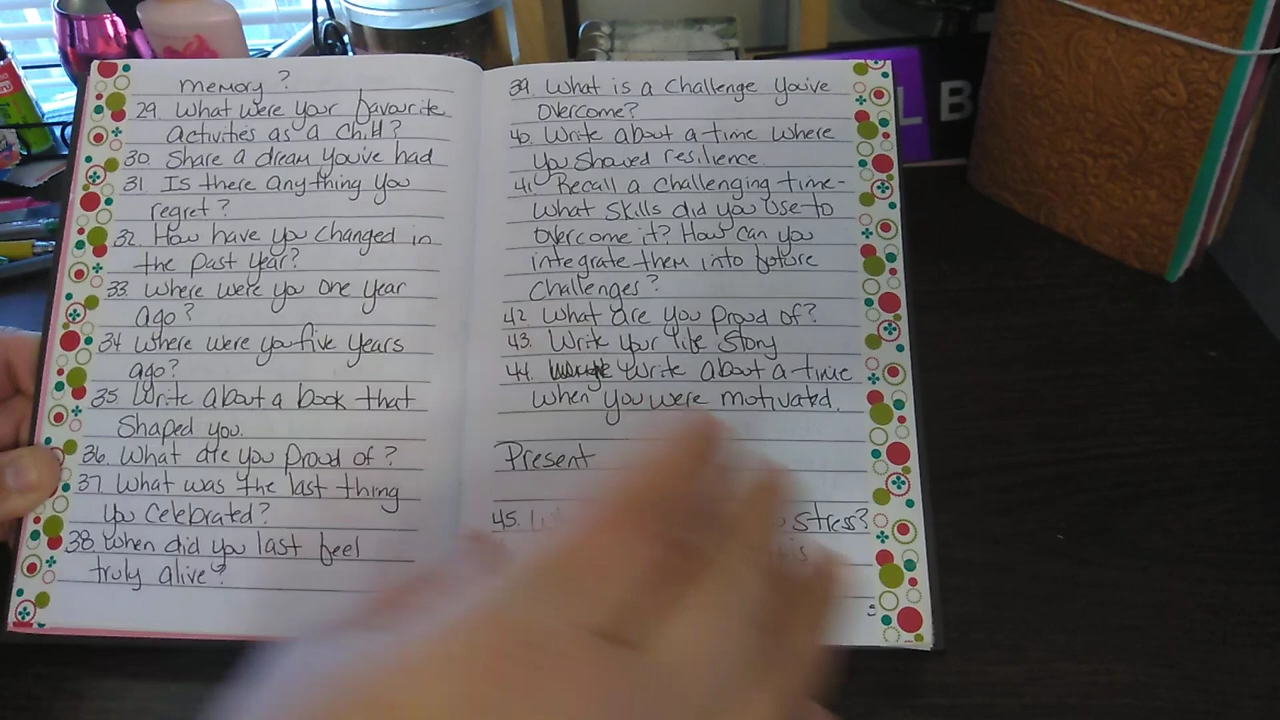 memory?
29. What were your favourite
activities as a child?
30 Share a dream you've had
31 Is there anything you
regret?
32. How have you changed in
the past year?
33. Where were you one year
ago?
34 Where were you five years
ago?
35 Write about a book that
Shaped you.
36. What are you proud of?
37. What was the last thing
you celebrated?
38. When did you last feel
truly alive?
39. What is a challenge you've
overcome?
40. Write about a time where
you showed resilience.
41. Recall a challenging time-
What skills did you use to
overcome it? How can you
integrate them into future
challenges?
42. What are you proud of?
43. Write your life story
44. Write about a time
when you were motivated.
Present
45. stress?
is
L B